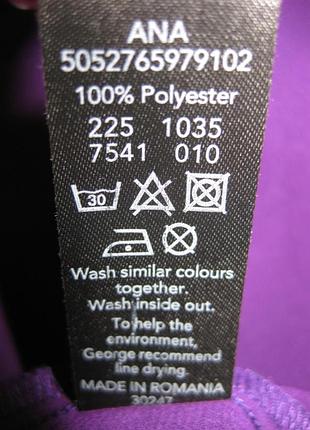 ANA
5052765979102
100% Polyester
225 1035
7541 010
30
Wash similar colours
together.
Wash inside out.
To help the
environment,
George recommend
line drying.
MADE IN ROMANIA
30247